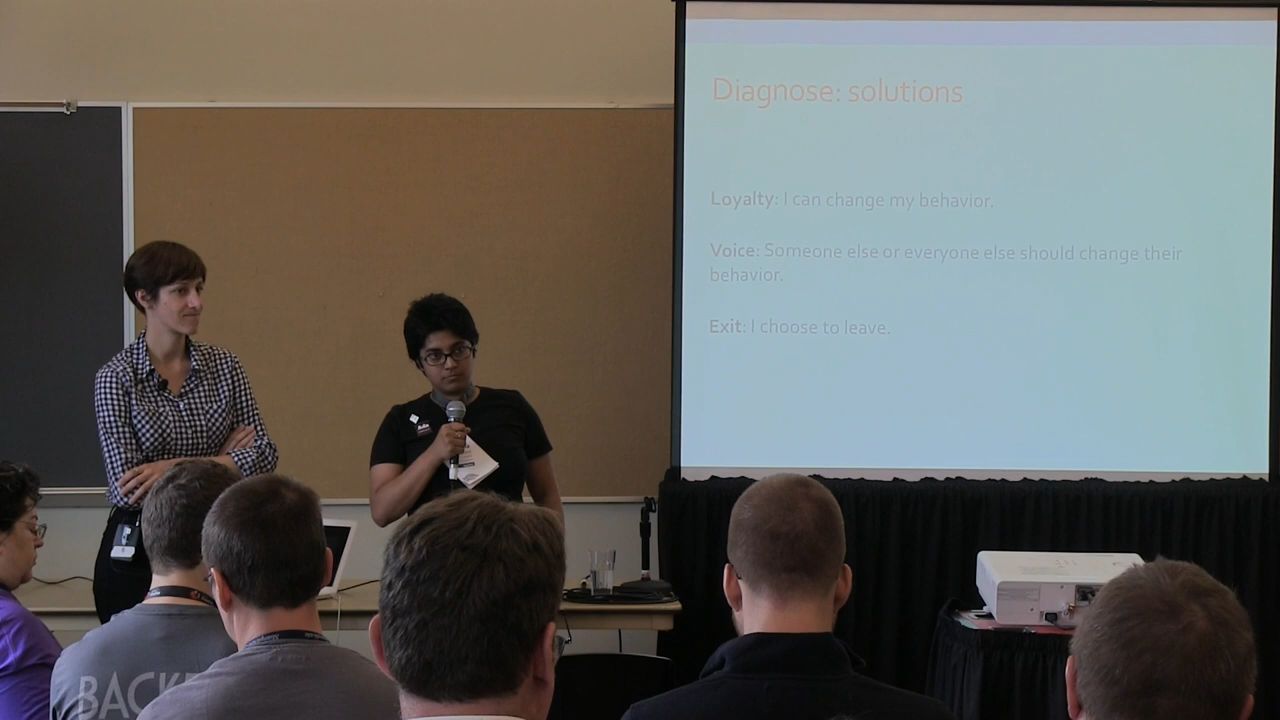 Diagnose: solutions
Loyalty: I can change my behavior.
Voice: Someone else or everyone else should change their
behavior.
Exit: I choose to leave.
BACK